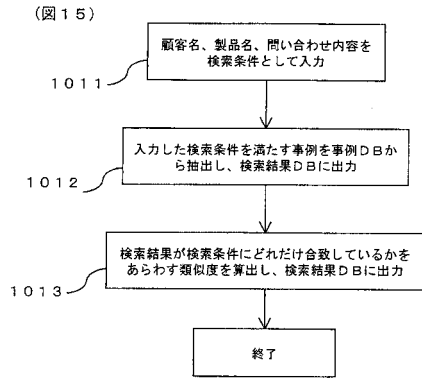 (図15)
顧客名、製品名、問い合わせ内容を
検索条件として入力
1011
入力した検索条件を満たす事例を事例DBか
ら抽出し、検索結果DBに出力
1012
検索結果が検索条件にどれだけ合致しているかを
あらわす類似度を算出し、検索結果DBに出力
1013
終了